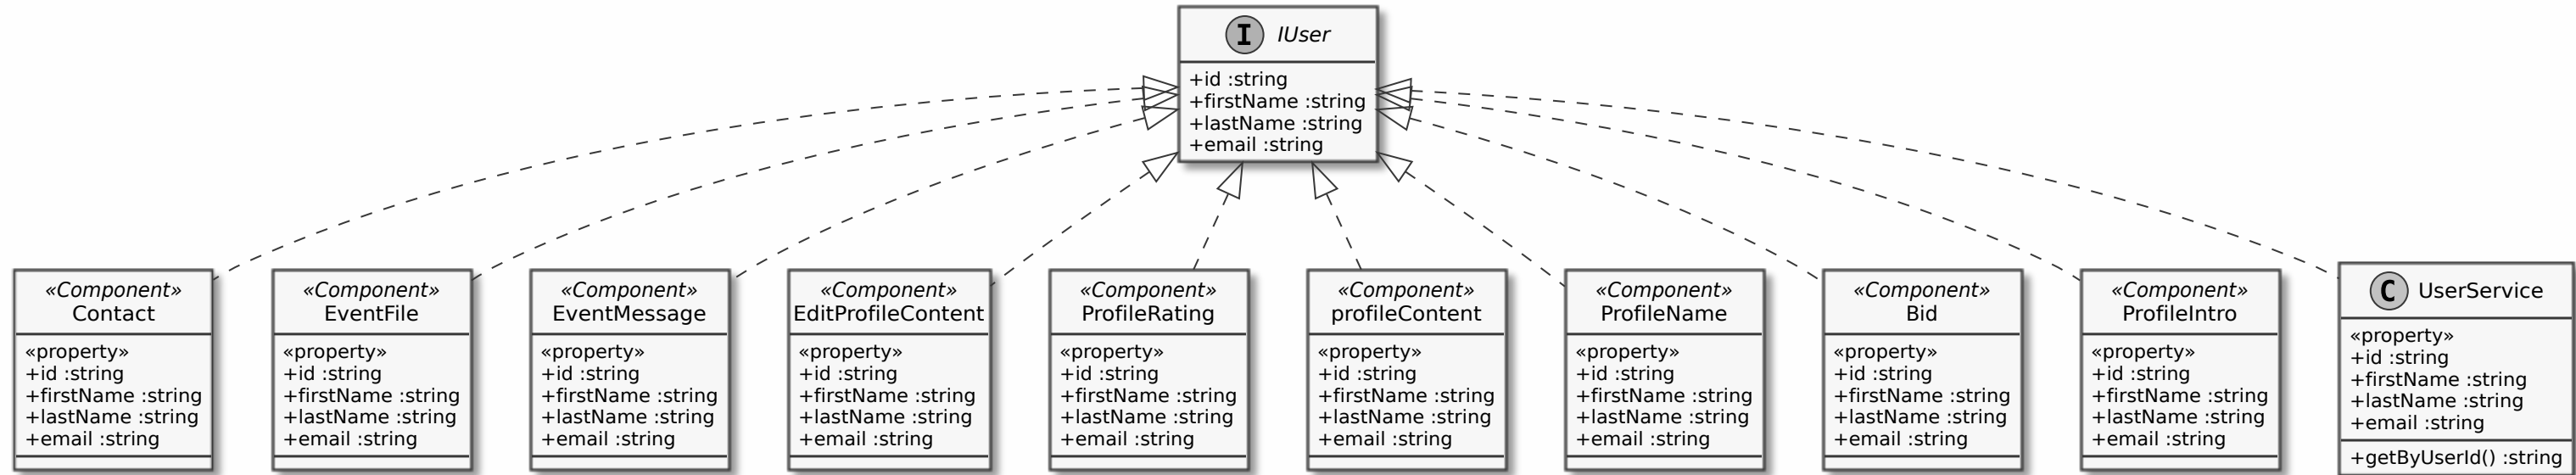 I IUser
+id :string
+firstName :string
+lastName :string
+email :string
«Component»
Contact
«property»
+id :string
+firstName :string
+lastName :string
+email :string
«Component»
EventFile
«property»
+id :string
+firstName :string
+lastName :string
+email :string
«Component»
EventMessage
«property»
+id :string
+firstName :string
+lastName :string
+email :string
«Component»
EditProfileContent
«property»
+id :string
+firstName :string
+lastName :string
+email :string
«Component»
ProfileRating
«property»
+id :string
+firstName :string
+lastName :string
+email :string
«Component»
profileContent
«property»
+id :string
+firstName :string
+lastName :string
+email :string
«Component»
ProfileName
«property»
+id :string
+firstName :string
+lastName :string
+email :string
«Component»
Bid
«property»
+id :string
+firstName :string
+lastName :string
+email :string
«Component»
ProfileIntro
«property»
+id :string
+firstName :string
+lastName :string
+email :string
C UserService
«property»
+id :string
+firstName :string
+lastName :string
+email :string
+getByUserId() :string